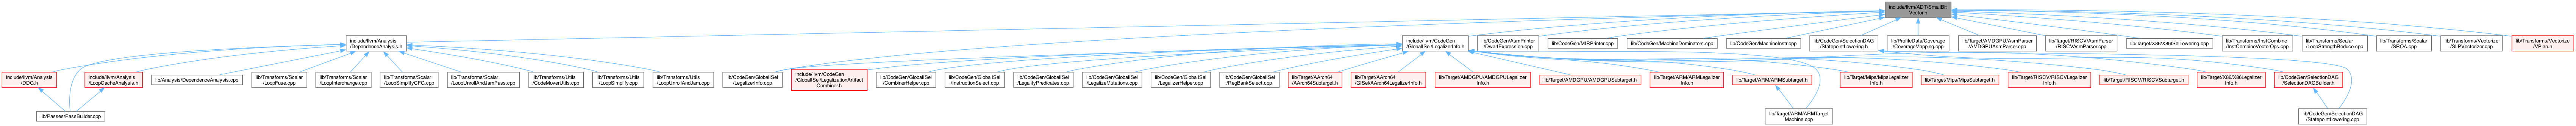 include/llvm/ADT/SmallBit
Vector.h
include/llvm/Analysis
/DependenceAnalysis.h
include/llvm/CodeGen
/GlobalISel/LegalizerInfo.h
lib/CodeGen/AsmPrinter
/DwarfExpression.cpp
lib/CodeGen/MIRPrinter.cpp
lib/CodeGen/MachineDominators.cpp
lib/CodeGen/MachineInstr.cpp
lib/CodeGen/SelectionDAG
/StatepointLowering.h
lib/ProfileData/Coverage
/CoverageMapping.cpp
lib/Target/AMDGPU/AsmParser
/AMDGPUAsmParser.cpp
lib/Target/RISCV/AsmParser
/RISCVAsmParser.cpp
lib/Target/X86/X86ISelLowering.cpp
lib/Transforms/InstCombine
/InstCombineVectorOps.cpp
lib/Transforms/Scalar
/LoopStrengthReduce.cpp
lib/Transforms/Scalar
/SROA.cpp
lib/Transforms/Vectorize
/SLPVectorizer.cpp
lib/Transforms/Vectorize
/VPlan.h
include/llvm/Analysis
/DDG.h
include/llvm/Analysis
/LoopCacheAnalysis.h
lib/Analysis/DependenceAnalysis.cpp
lib/Transforms/Scalar
/LoopFuse.cpp
lib/Transforms/Scalar
/LoopInterchange.cpp
lib/Transforms/Scalar
/LoopSimplifyCFG.cpp
lib/Transforms/Scalar
/LoopUnrollAndJamPass.cpp
lib/Transforms/Utils
/CodeMoverUtils.cpp
lib/Transforms/Utils
/LoopSimplify.cpp
lib/Transforms/Utils
/LoopUnrollAndJam.cpp
lib/CodeGen/GlobalISel
/LegalizerInfo.cpp
include/llvm/CodeGen
/GlobalISel/LegalizationArtifact
Combiner.h
lib/CodeGen/GlobalISel
/CombinerHelper.cpp
lib/CodeGen/GlobalISel
/InstructionSelect.cpp
lib/CodeGen/GlobalISel
/LegalityPredicates.cpp
lib/CodeGen/GlobalISel
/LegalizeMutations.cpp
lib/CodeGen/GlobalISel
/LegalizerHelper.cpp
lib/CodeGen/GlobalISel
/RegBankSelect.cpp
lib/Target/AArch64
/AArch64Subtarget.h
lib/Target/AArch64
/GISel/AArch64LegalizerInfo.h
lib/Target/AMDGPU/AMDGPULegalizer
Info.h
lib/Target/AMDGPU/AMDGPUSubtarget.h
lib/Target/ARM/ARMLegalizer
Info.h
lib/Target/ARM/ARMSubtarget.h
lib/Target/Mips/MipsLegalizer
Info.h
lib/Target/Mips/MipsSubtarget.h
lib/Target/RISCV/RISCVLegalizer
Info.h
lib/Target/RISCV/RISCVSubtarget.h
lib/Target/X86/X86Legalizer
Info.h
lib/CodeGen/SelectionDAG
/SelectionDAGBuilder.h
lib/Passes/PassBuilder.cpp
lib/Target/ARM/ARMTarget
Machine.cpp
lib/CodeGen/SelectionDAG
/StatepointLowering.cpp